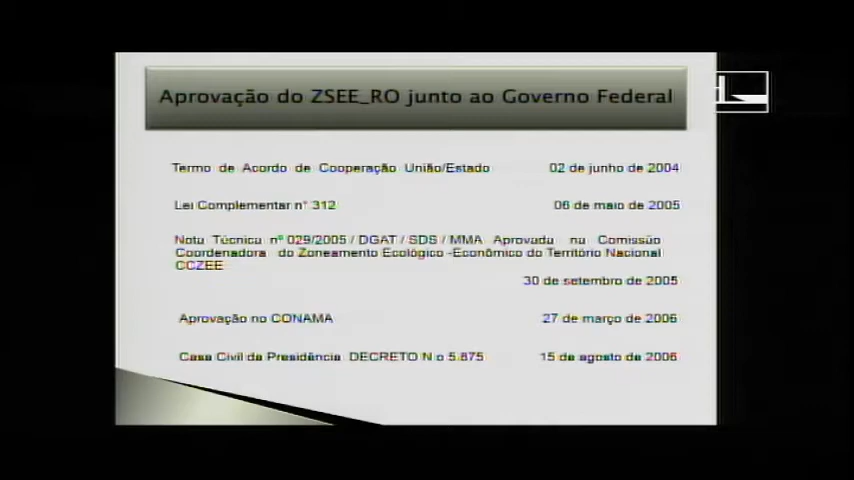 Aprovação do ZSEE_RO junto ao Governo Federal
Termo de Acordo de Cooperação União/Estado 02 de junho de 2004
Lei Complementar n° 312 06 de maio de 2005
Nota Técnica nº 029/2005 / DGAT / SDS / MMA Aprovada na Comissão
Coordenadora do Zoneamento Ecológico -Econômico do Território Nacional
CCZEE
30 de setembro de 2005
Aprovação no CONAMA 27 de março de 2006
Casa Civil da Presidência DECRETO N o 5.875 15 de agosto de 2006